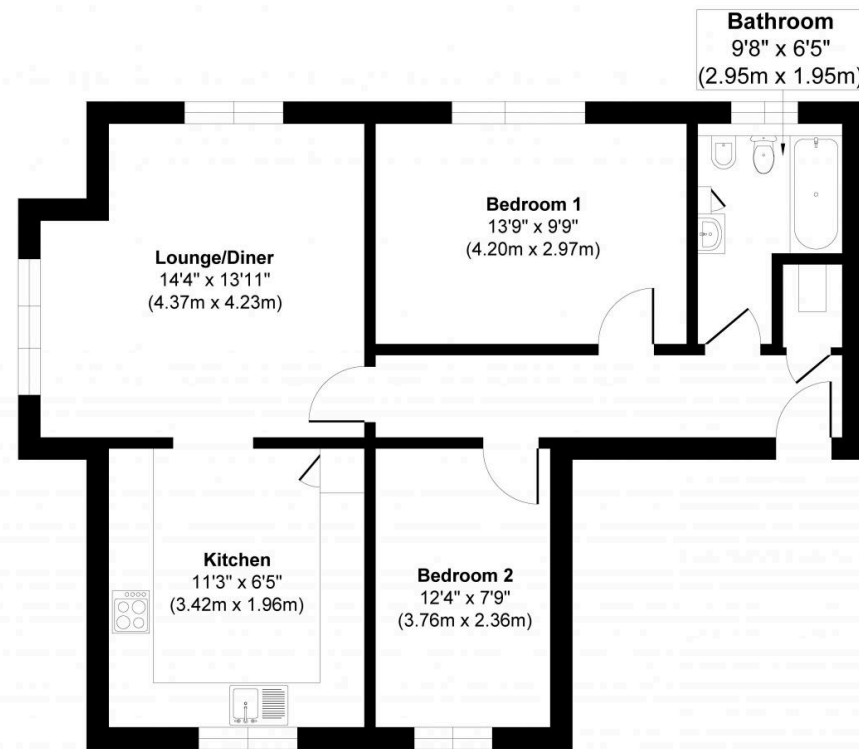 Bathroom
9'8" x 6'5"
(2.95m x 1.95m)
Bedroom 1
13'9" x 9'9"
(4.20m x 2.97m)
Lounge/Diner
14'4" x 13'11"
(4.37m x 4.23m)
Kitchen
11'3" x 6'5"
(3.42m x 1.96m)
Bedroom 2
12'4" x 7'9"
(3.76m x 2.36m)